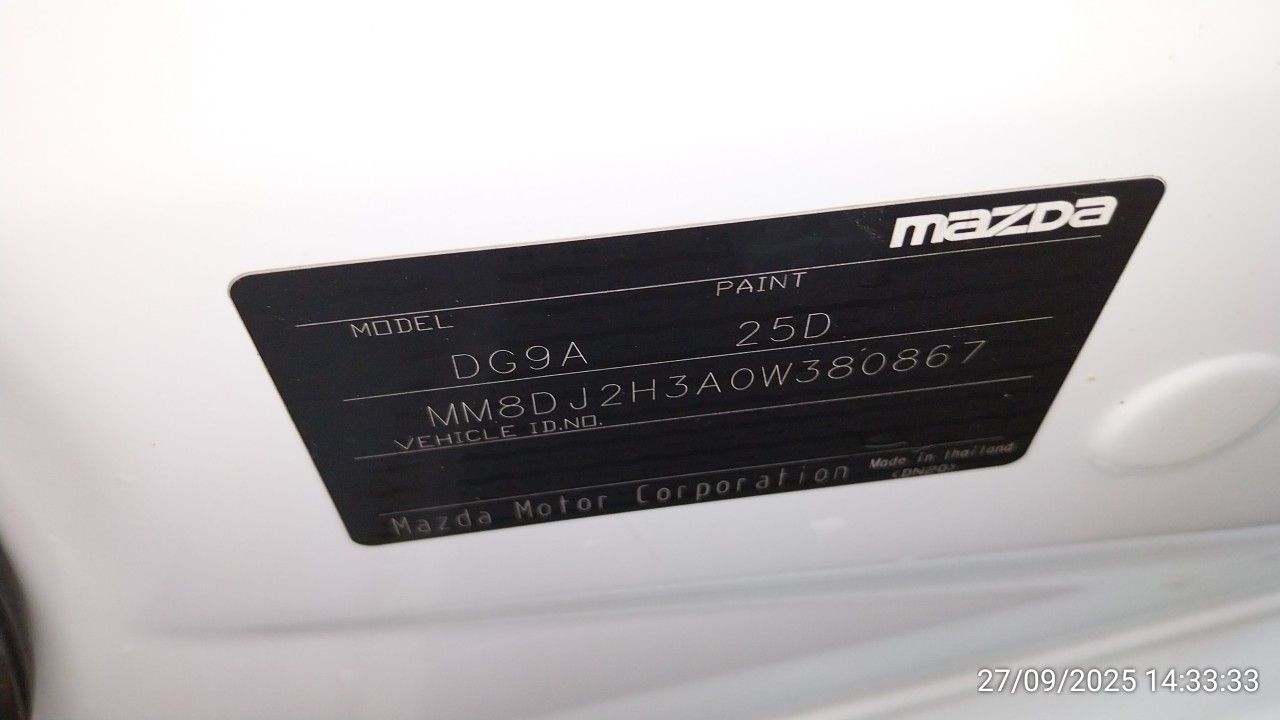 mazda
MODEL PAINT
DG9A 25D
MM8DJ2H3A0W380867
VEHICLE ID.NO.
Mazda Motor Corporation Made in thailand
<DN20>
27/09/2025 14:33:33